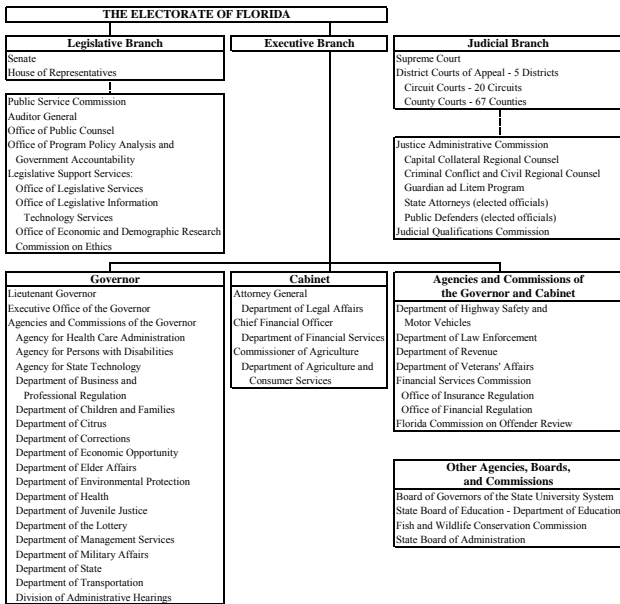 THE ELECTORATE OF FLORIDA
Legislative Branch
Senate
House of Representatives
Public Service Commission
Auditor General
Office of Public Counsel
Office of Program Policy Analysis and
Government Accountability
Legislative Support Services:
Office of Legislative Services
Office of Legislative Information
Technology Services
Office of Economic and Demographic Research
Commission on Ethics
Executive Branch
Judicial Branch
Supreme Court
District Courts of Appeal - 5 Districts
Circuit Courts - 20 Circuits
County Courts - 67 Counties
Justice Administrative Commission
Capital Collateral Regional Counsel
Criminal Conflict and Civil Regional Counsel
Guardian ad Litem Program
State Attorneys (elected officials)
Public Defenders (elected officials)
Judicial Qualifications Commission
Governor
Lieutenant Governor
Executive Office of the Governor
Agencies and Commissions of the Governor
Agency for Health Care Administration
Agency for Persons with Disabilities
Agency for State Technology
Department of Business and
Professional Regulation
Department of Children and Families
Department of Citrus
Department of Corrections
Department of Economic Opportunity
Department of Elder Affairs
Department of Environmental Protection
Department of Health
Department of Juvenile Justice
Department of the Lottery
Department of Management Services
Department of Military Affairs
Department of State
Department of Transportation
Division of Administrative Hearings
Cabinet
Attorney General
Department of Legal Affairs
Chief Financial Officer
Department of Financial Services
Commissioner of Agriculture
Department of Agriculture and
Consumer Services
Agencies and Commissions of
the Governor and Cabinet
Department of Highway Safety and
Motor Vehicles
Department of Law Enforcement
Department of Revenue
Department of Veterans' Affairs
Financial Services Commission
Office of Insurance Regulation
Office of Financial Regulation
Florida Commission on Offender Review
Other Agencies, Boards,
and Commissions
Board of Governors of the State University System
State Board of Education - Department of Education
Fish and Wildlife Conservation Commission
State Board of Administration